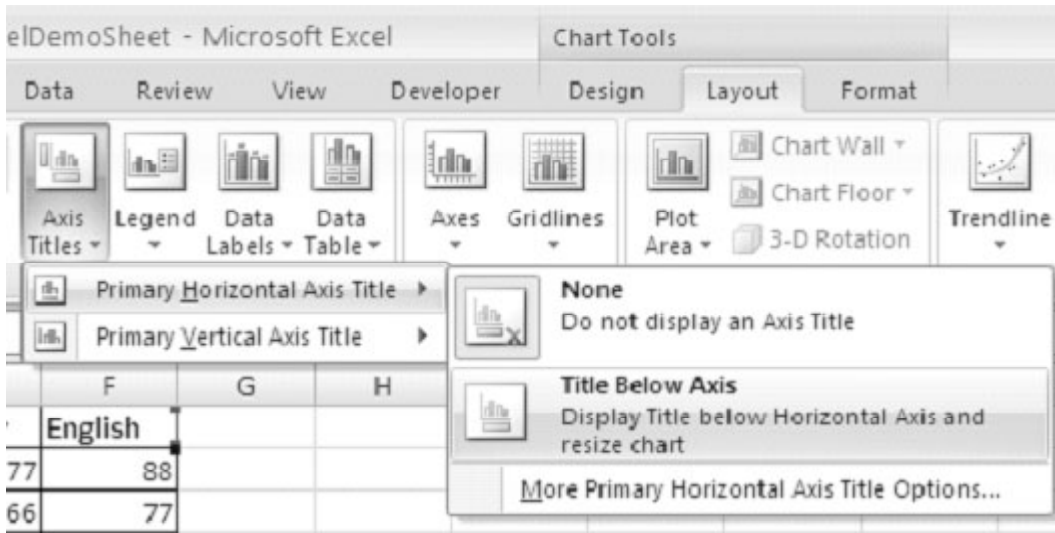 elDemoSheet - Microsoft Excel
Chart Tools
Data Review View Developer Design Layout Format
Axis Titles
Legend
Data Labels
Data Table
Axes
Gridlines
Plot Area
Chart Wall
Chart Floor
3-D Rotation
Trendline
Primary Horizontal Axis Title
Primary Vertical Axis Title
None
Do not display an Axis Title
Title Below Axis
Display Title below Horizontal Axis and
resize chart
More Primary Horizontal Axis Title Options...
F G H
English
77 88
66 77